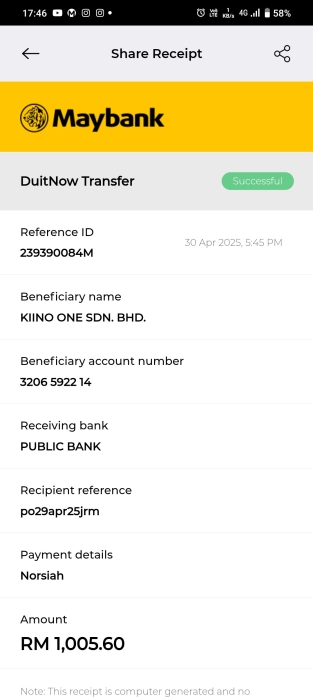 17:46 VoD LTE 1 KB/s 4G 58%
Share Receipt
Maybank
DuitNow Transfer Successful
Reference ID
30 Apr 2025, 5:45 PM
239390084M
Beneficiary name
KIINO ONE SDN. BHD.
Beneficiary account number
3206 5922 14
Receiving bank
PUBLIC BANK
Recipient reference
po29apr25jrm
Payment details
Norsiah
Amount
RM 1,005.60
Note: This receipt is computer generated and no